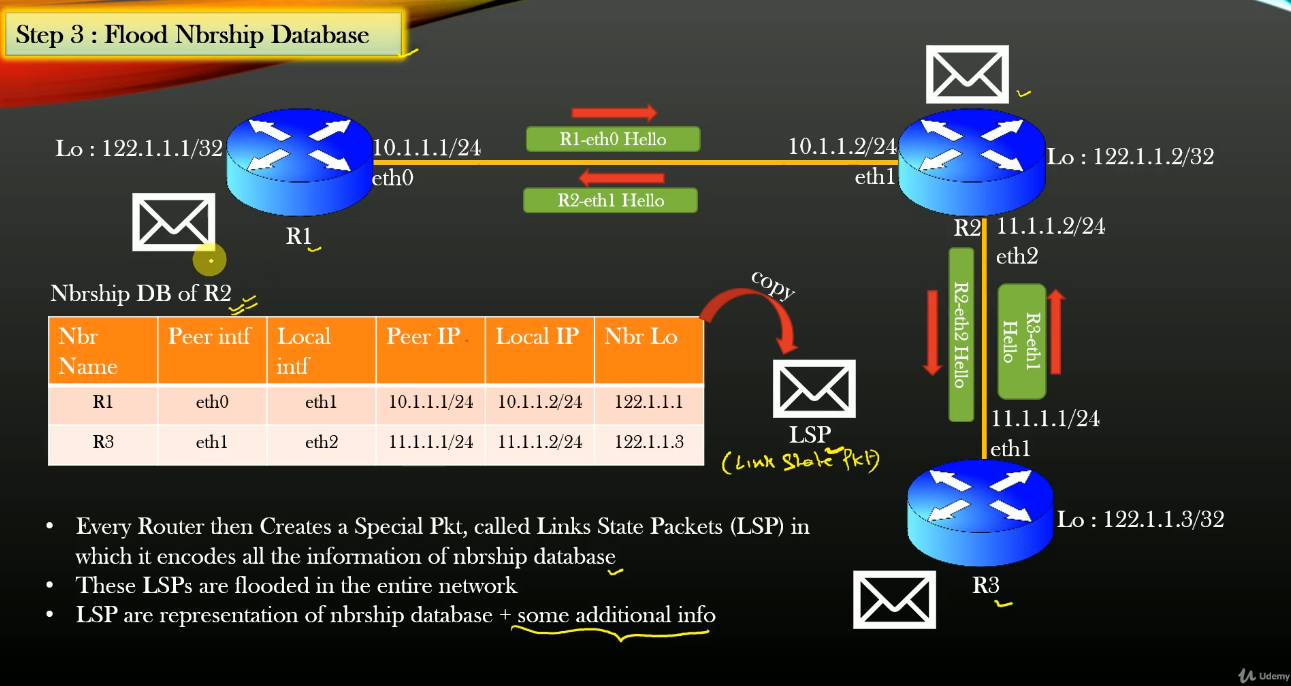 Step 3 : Flood Nbrship Database
Lo : 122.1.1.1/32
10.1.1.1/24
eth0
R1-eth0 Hello
R2-eth1 Hello
10.1.1.2/24
eth1
Lo : 122.1.1.2/32
R1
R2
11.1.1.2/24
eth2
R2-eth2 Hello
R3-eth1
Hello
11.1.1.1/24
eth1
Lo : 122.1.1.3/32
R3
Nbrship DB of R2
copy
Nbr Name Peer intf Local intf Peer IP Local IP Nbr Lo
R1 eth0 eth1 10.1.1.1/24 10.1.1.2/24 122.1.1.1
R3 eth1 eth2 11.1.1.1/24 11.1.1.2/24 122.1.1.3
LSP
(Link State Pkt)
• Every Router then Creates a Special Pkt, called Links State Packets (LSP) in
which it encodes all the information of nbrship database
• These LSPs are flooded in the entire network
• LSP are representation of nbrship database + some additional info
Udemy